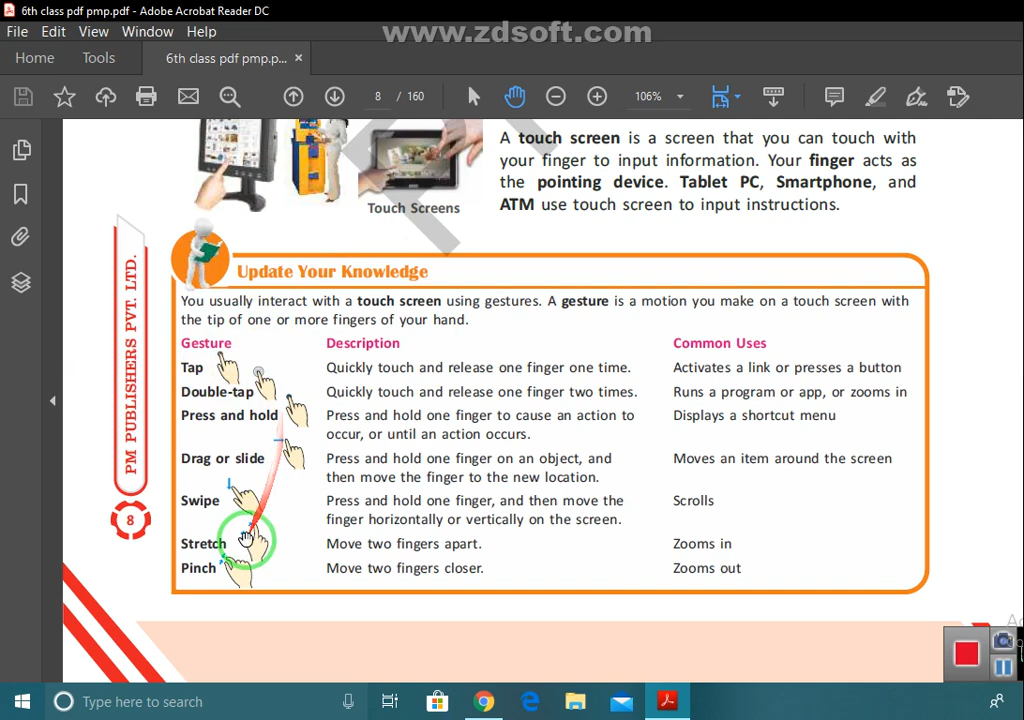 6th class pdf pmp.pdf - Adobe Acrobat Reader DC
File Edit View Window Help
www.zdsoft.com
Home Tools 6th class pdf pmp.p... ×
8 / 160 106%
A touch screen is a screen that you can touch with
your finger to input information. Your finger acts as
the pointing device. Tablet PC, Smartphone, and
ATM use touch screen to input instructions.
Touch Screens
PM PUBLISHERS PVT. LTD.
8
Update Your Knowledge
You usually interact with a touch screen using gestures. A gesture is a motion you make on a touch screen with
the tip of one or more fingers of your hand.
Gesture Description Common Uses
Tap Quickly touch and release one finger one time. Activates a link or presses a button
Double-tap Quickly touch and release one finger two times. Runs a program or app, or zooms in
Press and hold Press and hold one finger to cause an action to Displays a shortcut menu
occur, or until an action occurs.
Drag or slide Press and hold one finger on an object, and Moves an item around the screen
then move the finger to the new location.
Swipe Press and hold one finger, and then move the Scrolls
finger horizontally or vertically on the screen.
Stretch Move two fingers apart. Zooms in
Pinch Move two fingers closer. Zooms out
Type here to search